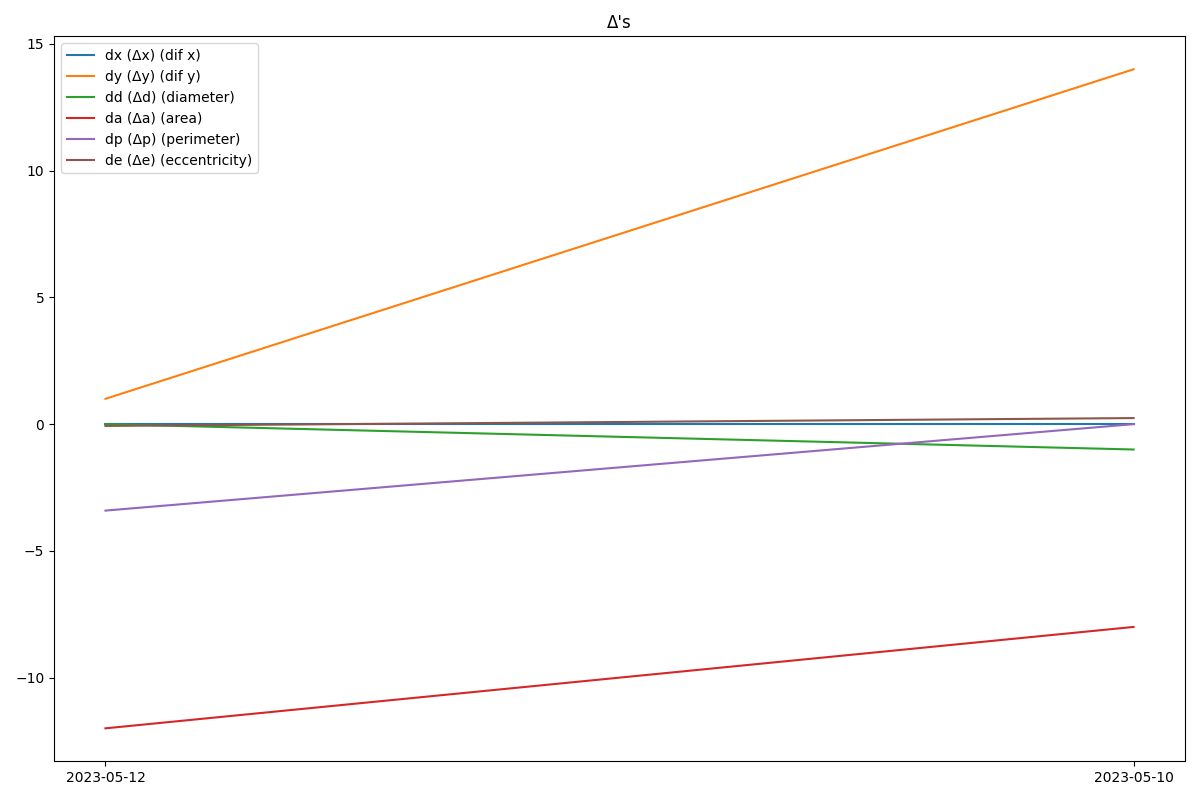 Δ's
dx (Δx) (dif x)
dy (Δy) (dif y)
dd (Δd) (diameter)
da (Δa) (area)
dp (Δp) (perimeter)
de (Δe) (eccentricity)
15
10
5
0
−5
−10
2023-05-12
2023-05-10